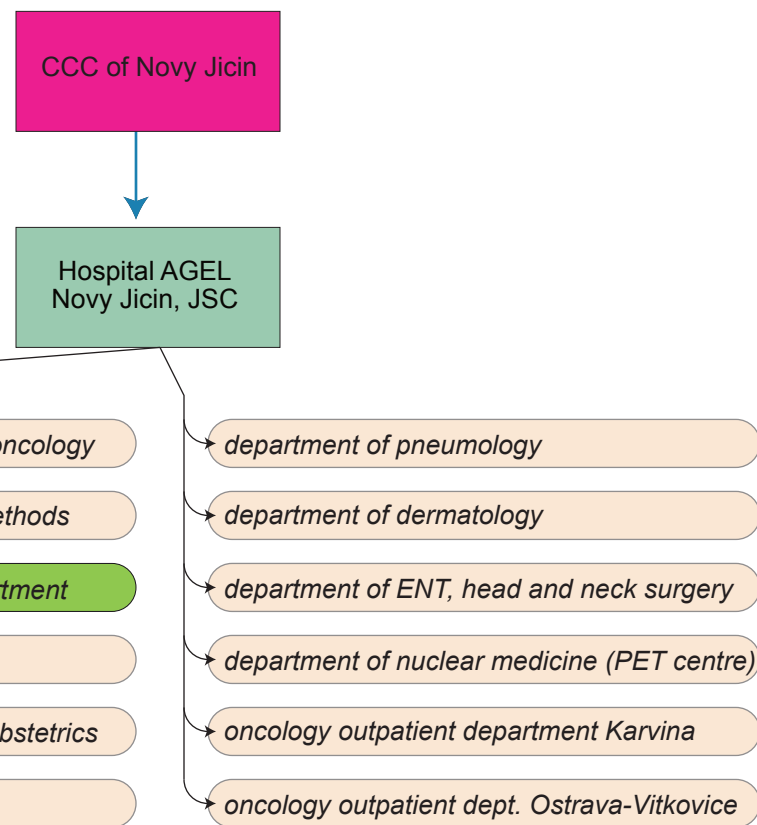 CCC of Novy Jicin
Hospital AGEL
Novy Jicin, JSC
oncology
ethods
rtment
bstetrics
department of pneumology
department of dermatology
department of ENT, head and neck surgery
department of nuclear medicine (PET centre)
oncology outpatient department Karvina
oncology outpatient dept. Ostrava-Vitkovice